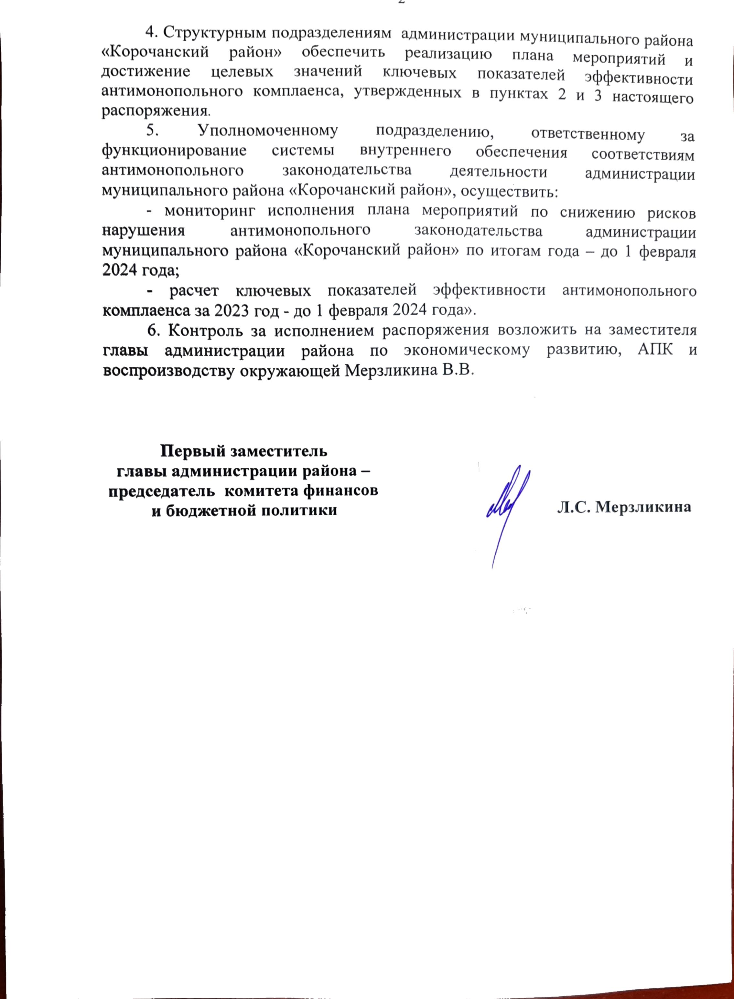 2
4. Структурным подразделениям администрации муниципального района
«Корочанский район» обеспечить реализацию плана мероприятий и
достижение целевых значений ключевых показателей эффективности
антимонопольного комплаенса, утвержденных в пунктах 2 и 3 настоящего
распоряжения.
5. Уполномоченному подразделению, ответственному за
функционирование системы внутреннего обеспечения соответствиям
антимонопольного законодательства деятельности администрации
муниципального района «Корочанский район», осуществить:
- мониторинг исполнения плана мероприятий по снижению рисков
нарушения антимонопольного законодательства администрации
муниципального района «Корочанский район» по итогам года – до 1 февраля
2024 года;
- расчет ключевых показателей эффективности антимонопольного
комплаенса за 2023 год - до 1 февраля 2024 года».
6. Контроль за исполнением распоряжения возложить на заместителя
главы администрации района по экономическому развитию, АПК и
воспроизводству окружающей Мерзликина В.В.
Первый заместитель
главы администрации района –
председатель комитета финансов
и бюджетной политики
Л.С. Мерзликина